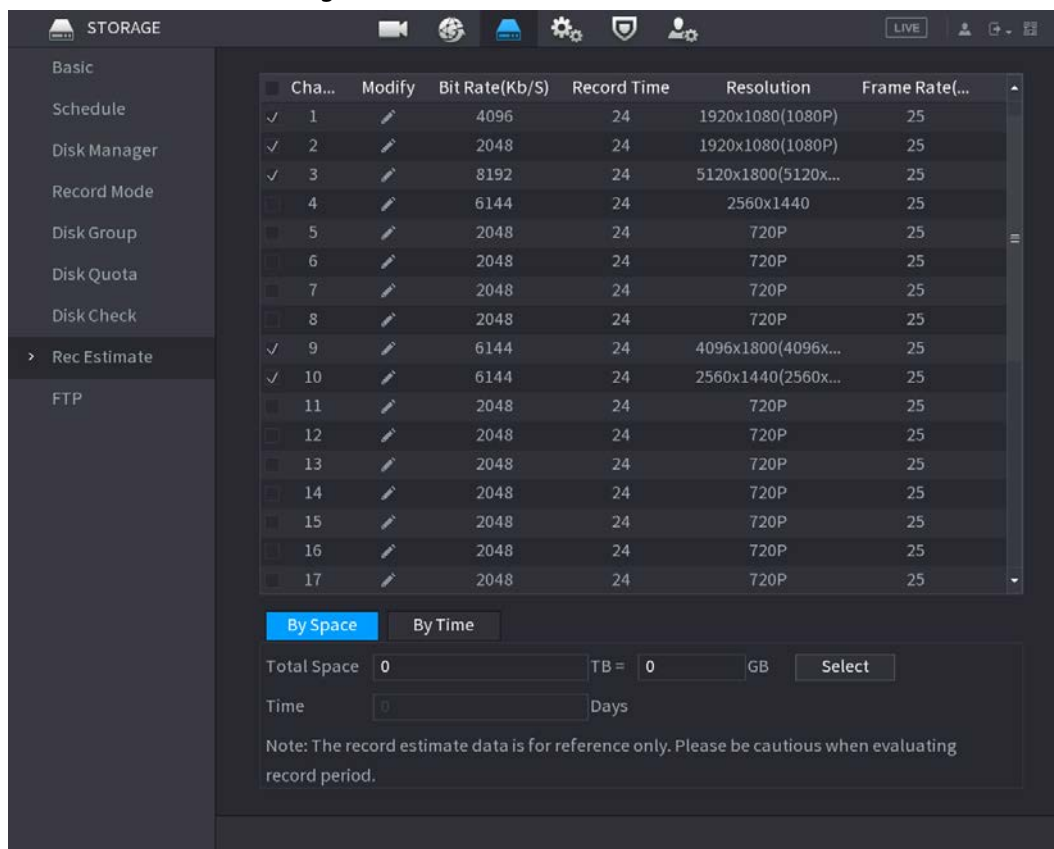 STORAGE LIVE
Basic
Schedule
Disk Manager
Record Mode
Disk Group
Disk Quota
Disk Check
Rec Estimate
FTP
Cha... Modify Bit Rate(Kb/S) Record Time Resolution Frame Rate(...
1 4096 24 1920x1080(1080P) 25
2 2048 24 1920x1080(1080P) 25
3 8192 24 5120x1800(5120x... 25
4 6144 24 2560x1440 25
5 2048 24 720P 25
6 2048 24 720P 25
7 2048 24 720P 25
8 2048 24 720P 25
9 6144 24 4096x1800(4096x... 25
10 6144 24 2560x1440(2560x... 25
11 2048 24 720P 25
12 2048 24 720P 25
13 2048 24 720P 25
14 2048 24 720P 25
15 2048 24 720P 25
16 2048 24 720P 25
17 2048 24 720P 25
By Space By Time
Total Space 0 TB = 0 GB Select
Time 0 Days
Note: The record estimate data is for reference only. Please be cautious when evaluating
record period.